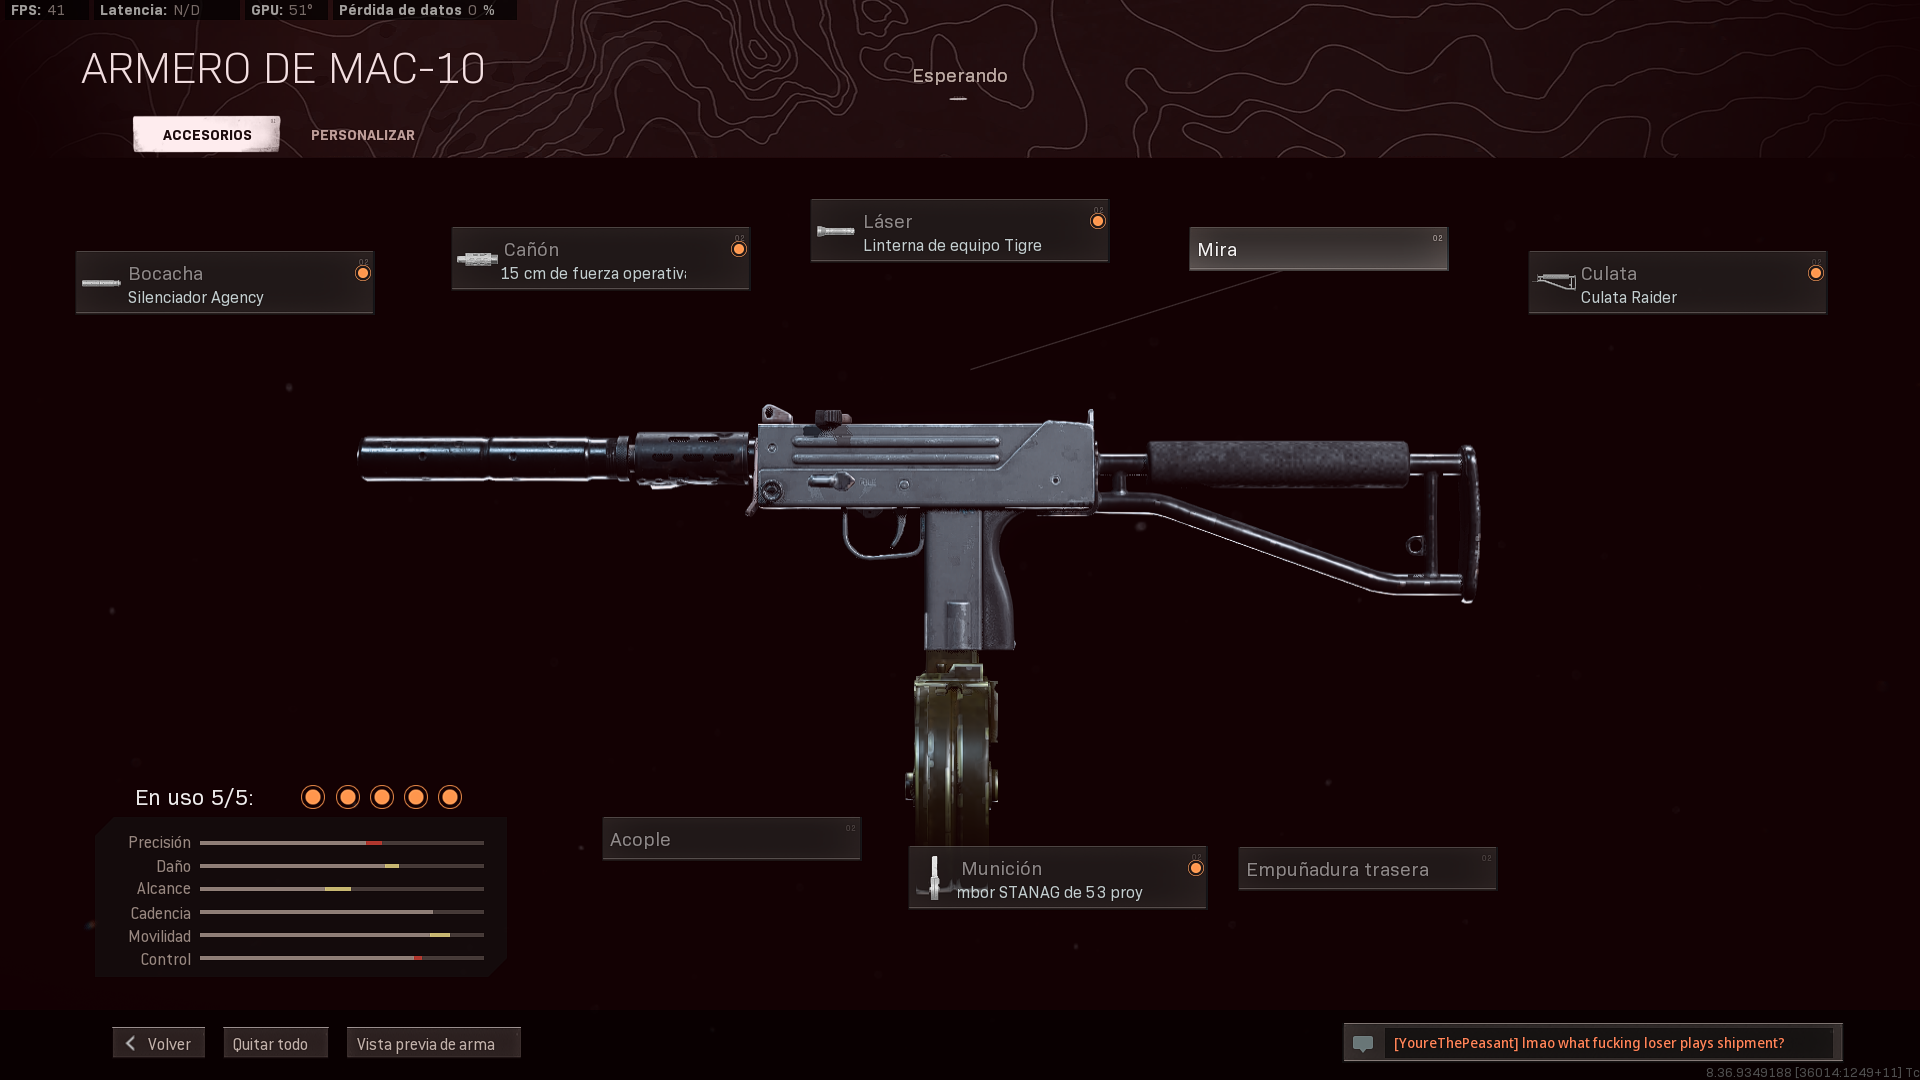 FPS: 41 Latencia: N/D GPU: 51° Pérdida de datos 0 %
ARMERO DE MAC-10
Esperando
ACCESORIOS PERSONALIZAR
Láser
Linterna de equipo Tigre
Cañón
15 cm de fuerza operativ
Mira
Bocacha
Silenciador Agency
Culata
Culata Raider
En uso 5/5:
Precisión
Daño
Alcance
Cadencia
Movilidad
Control
Acople
Munición
mbor STANAG de 53 proy
Empuñadura trasera
Volver Quitar todo Vista previa de arma
[YoureThePeasant] lmao what fucking loser plays shipment?
8.36.9349188 [36014:1249+11] Tc